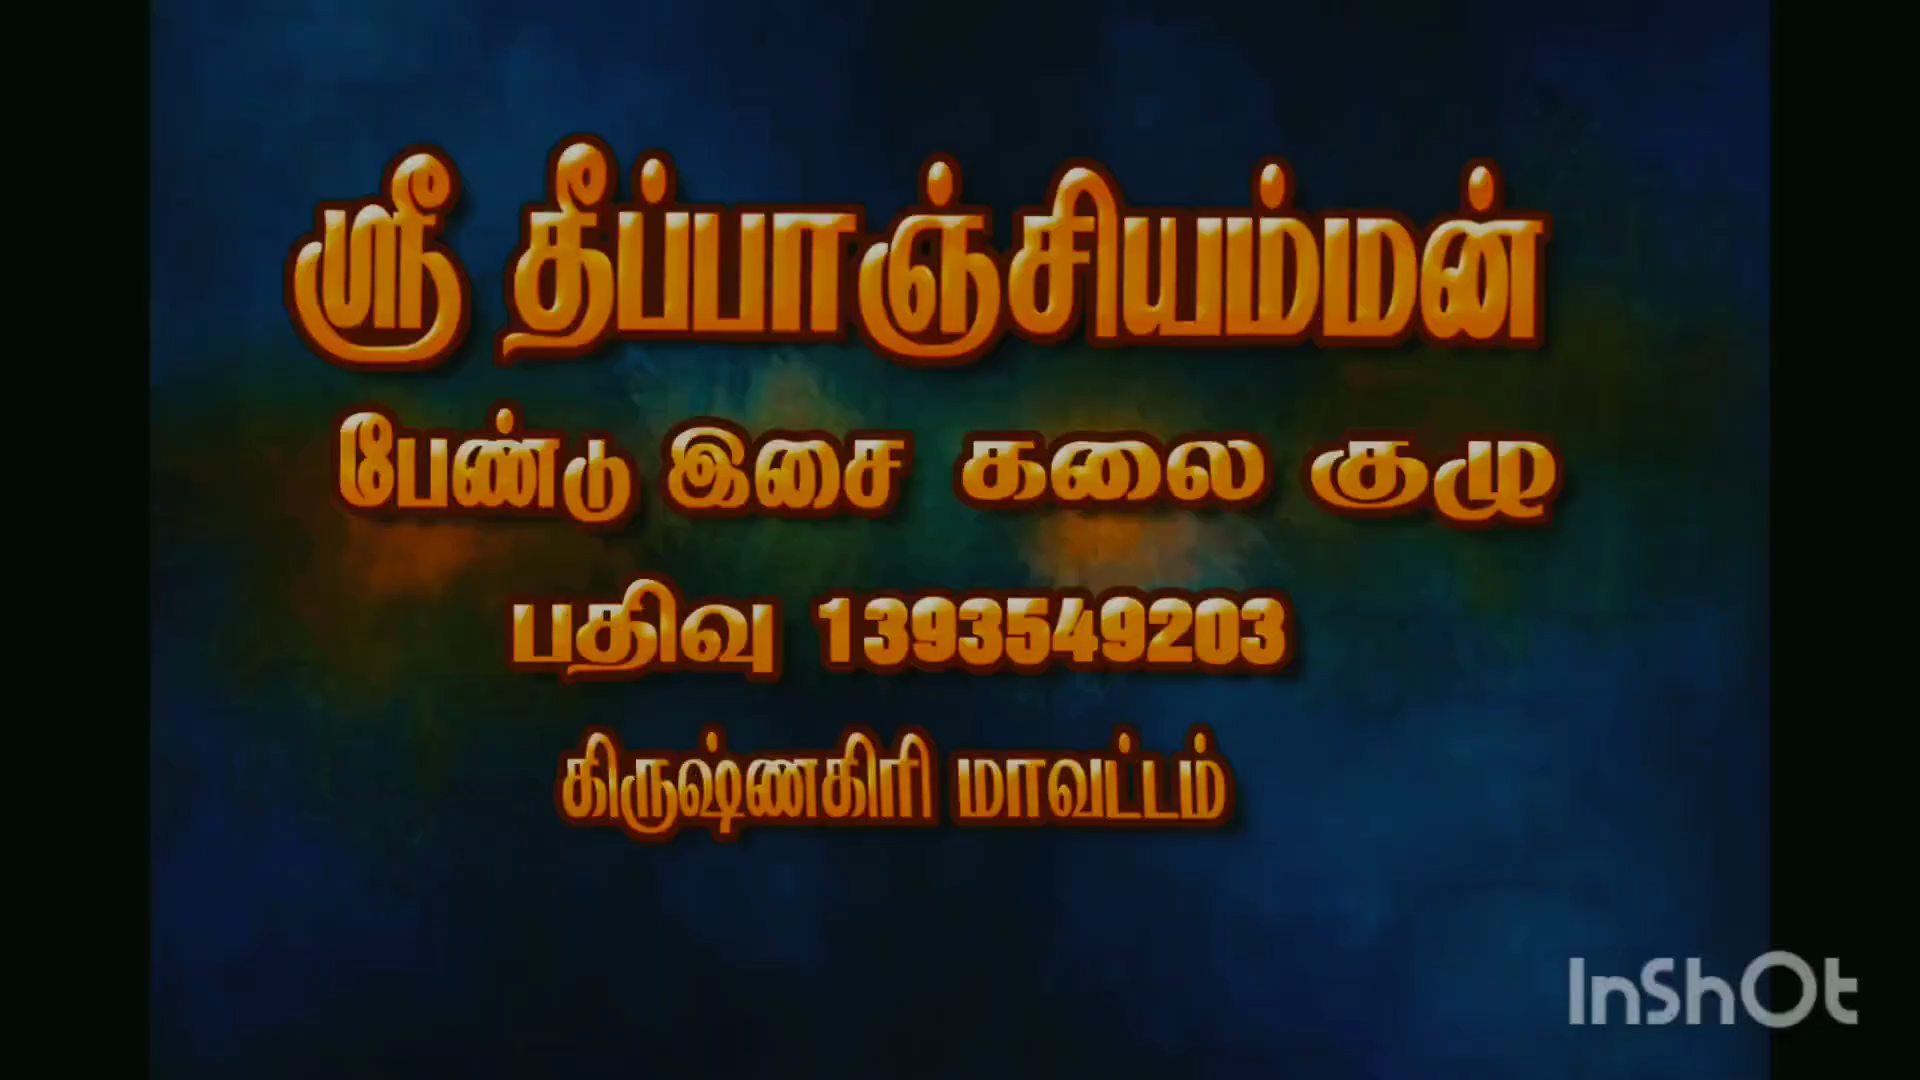 ஸ்ரீ தீப்பாஞ்சியம்மன்
பேண்டு இசை கலை குழு
பதிவு 1393549203
கிருஷ்ணகிரி மாவட்டம்
InShOt